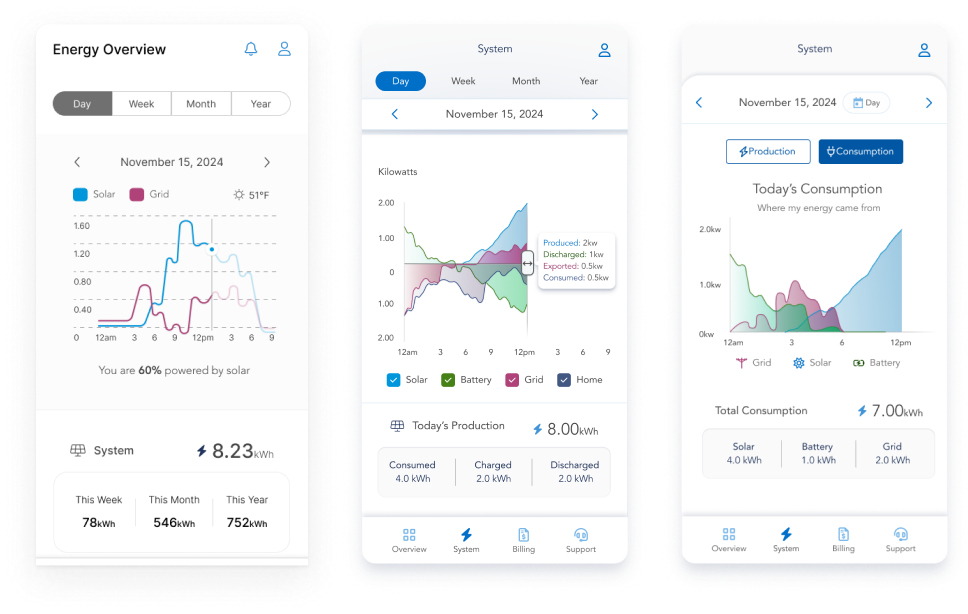 Energy Overview
Day Week Month Year
November 15, 2024
Solar Grid 51°F
1.60
1.20
0.80
0.40
0 12am 3 6 9 12pm 3 6 9
You are 60% powered by solar
System 8.23kWh
This Week This Month This Year
78kWh 546kWh 752kWh
System
Day Week Month Year
November 15, 2024
Kilowatts
2.00
1.00
0
1.00
2.00
Produced: 2kw
Discharged: 1kw
Exported: 0.5kw
Consumed: 0.5kw
12am 3 6 9 12pm 3 6 9
Solar Battery Grid Home
Today's Production 8.00kWh
Consumed Charged Discharged
4.0 kWh 2.0 kWh 2.0 kWh
Overview System Billing Support
System
November 15, 2024 Day
Production Consumption
Today's Consumption
Where my energy came from
2.0kw
1.0kw
0kw
12am 3 6 12pm
Grid Solar Battery
Total Consumption 7.00kWh
Solar Battery Grid
4.0 kWh 1.0 kWh 2.0 kWh
Overview System Billing Support